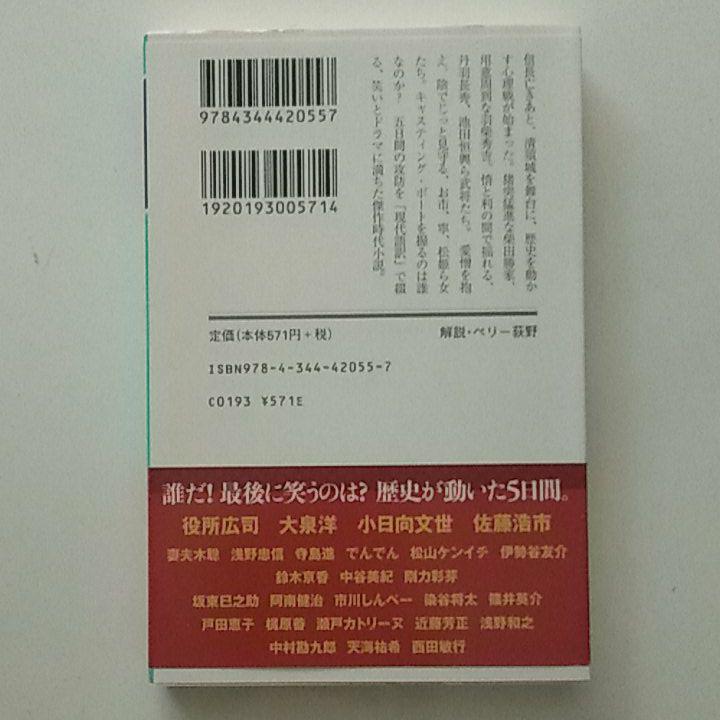 信長亡きあと、清須城を舞台に、歴史を動か
す心理戦が始まった。猪突猛進な柴田勝家、
用意周到な羽柴秀吉。情と利の間で揺れる、
丹羽長秀、池田恒興ら武将たち。愛憎を抱
え、陰でじっと見守る、お市、寧、松姫ら女
たち。キャスティング・ボートを握るのは誰
なのか？ 五日間の攻防を「現代語訳」で綴
る、笑いとドラマに満ちた傑作時代小説。
9784344420557
1920193005714
定価(本体571円+税)
解説・ペリー荻野
ISBN978-4-344-42055-7
C0193 ¥571E
誰だ！最後に笑うのは？歴史が動いた5日間。
役所広司 大泉洋 小日向文世 佐藤浩市
妻夫木聡 浅野忠信 寺島進 でんでん 松山ケンイチ 伊勢谷友介
鈴木京香 中谷美紀 剛力彩芽
坂東巳之助 阿南健治 市川しんぺー 染谷将太 篠井英介
戸田恵子 梶原善 瀬戸カトリーヌ 近藤芳正 浅野和之
中村勘九郎 天海祐希 西田敏行